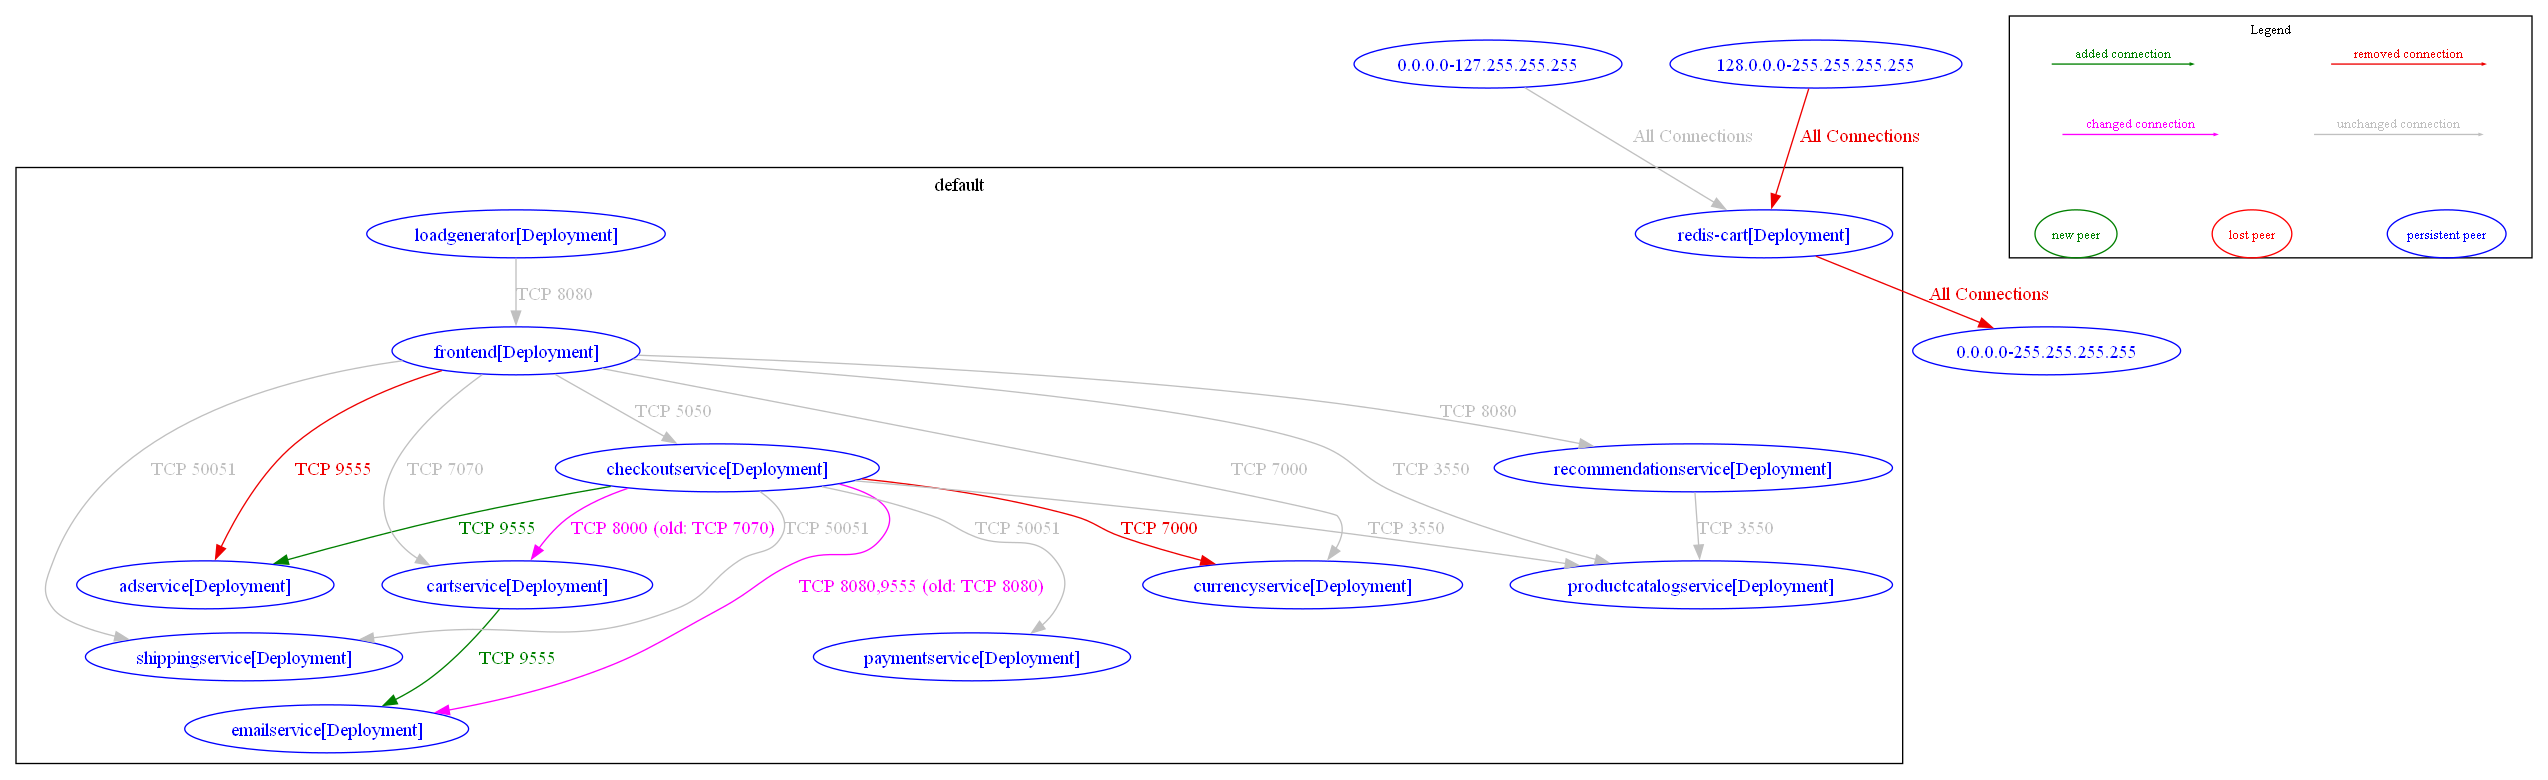 Legend
added connection
removed connection
0.0.0.0-127.255.255.255
128.0.0.0-255.255.255.255
changed connection
unchanged connection
All Connections
All Connections
default
loadgenerator[Deployment]
redis-cart[Deployment]
new peer
lost peer
persistent peer
TCP 8080
All Connections
frontend[Deployment]
0.0.0.0-255.255.255.255
TCP 5050
TCP 8080
TCP 50051
TCP 9555
TCP 7070
checkoutservice[Deployment]
TCP 7000
TCP 3550
recommendationservice[Deployment]
TCP 9555
TCP 8000 (old: TCP 7070)
TCP 50051
TCP 50051
TCP 7000
TCP 3550
TCP 3550
adservice[Deployment]
cartservice[Deployment]
TCP 8080,9555 (old: TCP 8080)
currencyservice[Deployment]
productcatalogservice[Deployment]
shippingservice[Deployment]
TCP 9555
paymentservice[Deployment]
emailservice[Deployment]